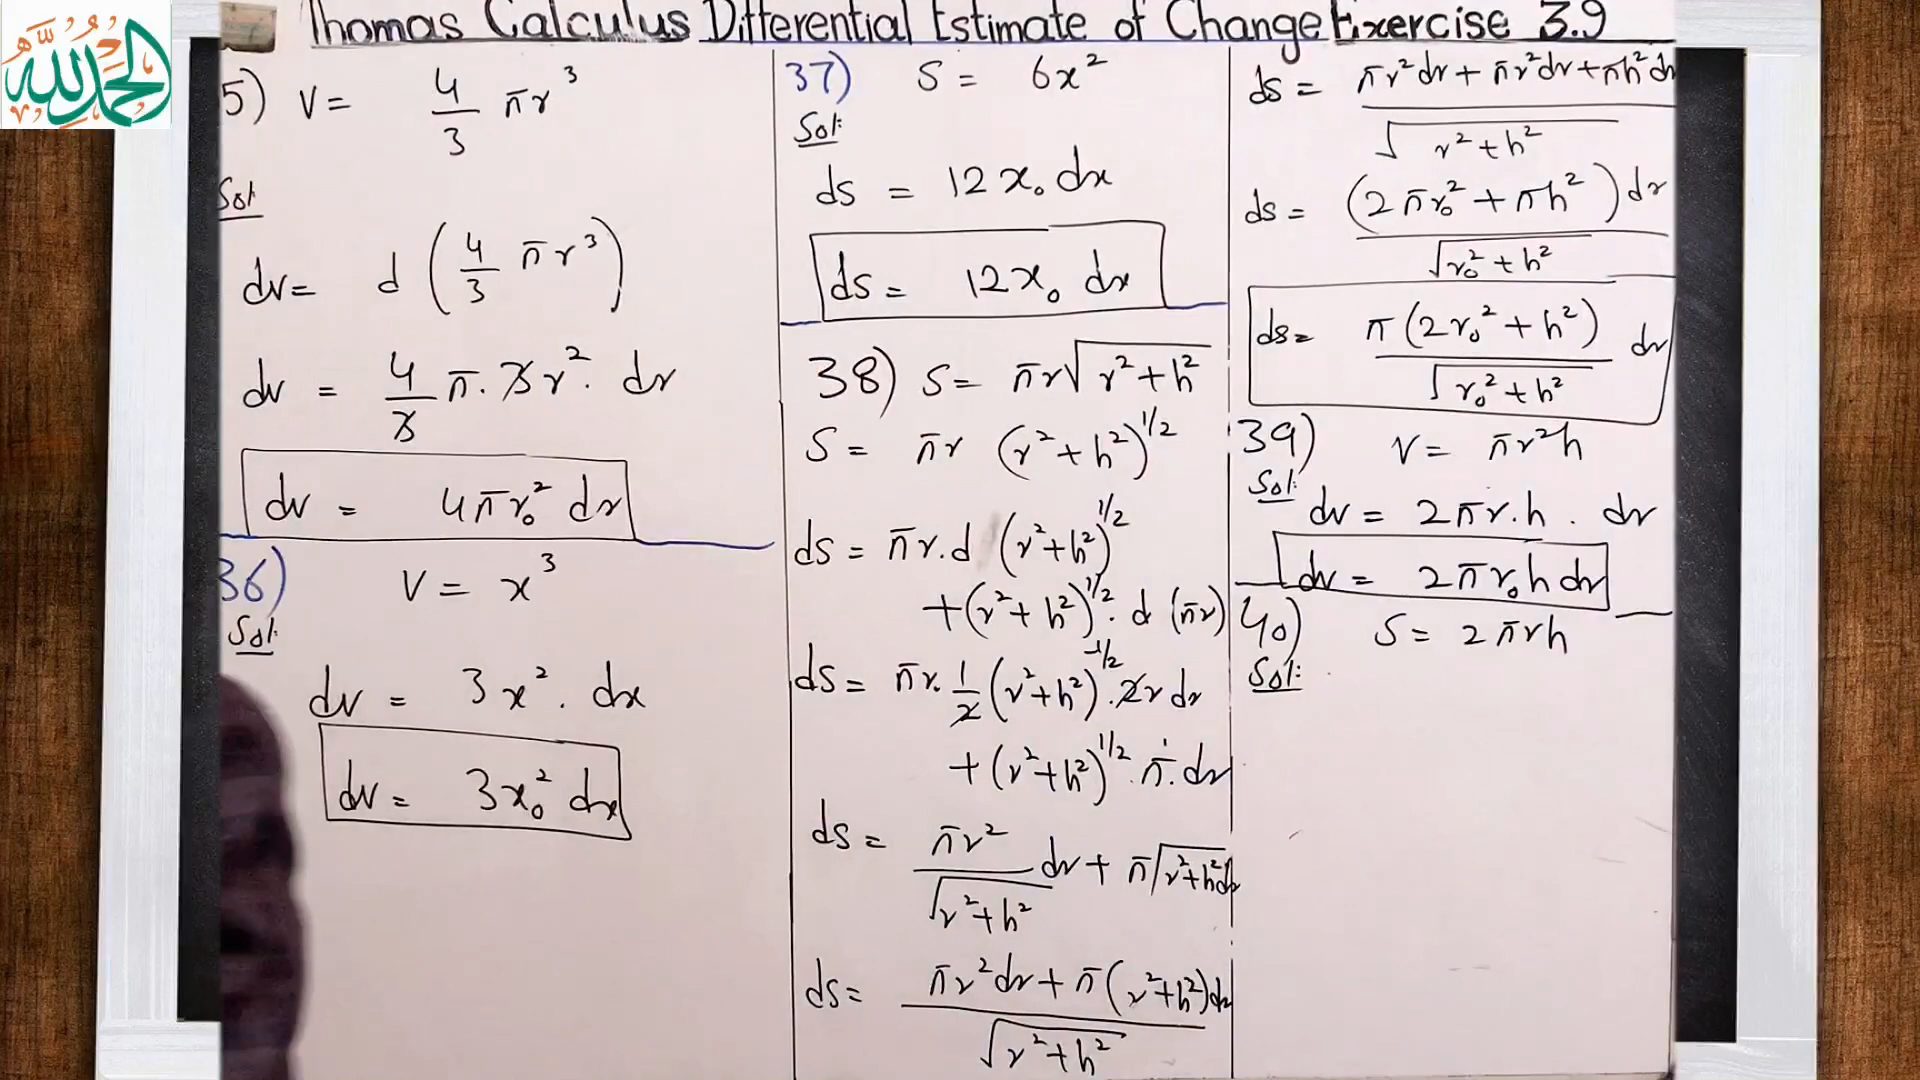 الحمدلله
Thomas Calculus Differential Estimate of Change Exercise 3.9
5) V = 4/3 πr³
Sol:
dv = d (4/3 πr³)
dv = 4/3 π. 3r². dr
dv = 4πr₀² dr
36) V = x³
Sol:
dv = 3x². dx
dv = 3x₀² dx
37) S = 6x²
Sol:
ds = 12x₀ dx
ds = 12x₀ dx
38) S = πr√(r²+h²)
S = πr (r²+h²)^1/2
ds = πr.d (r²+h²)^1/2
+(r²+h²)^1/2. d (πr)
ds = πr. 1/2 (r²+h²)^-1/2. 2r dr
+(r²+h²)^1/2. π. dr
ds = πr²/√(r²+h²) dr + π√(r²+h²) dr
ds = (πr²dr + π(r²+h²)dr)/√(r²+h²)
ds = (πr²dr + πr²dr + πh²dr)/√(r²+h²)
ds = (2πr₀² + πh²)dr/√(r₀²+h²)
ds = π(2r₀² + h²)/√(r₀²+h²) dr
39) V = πr²h
Sol:
dv = 2πr.h . dr
dv = 2πr₀h dr
40) S = 2πrh
Sol: